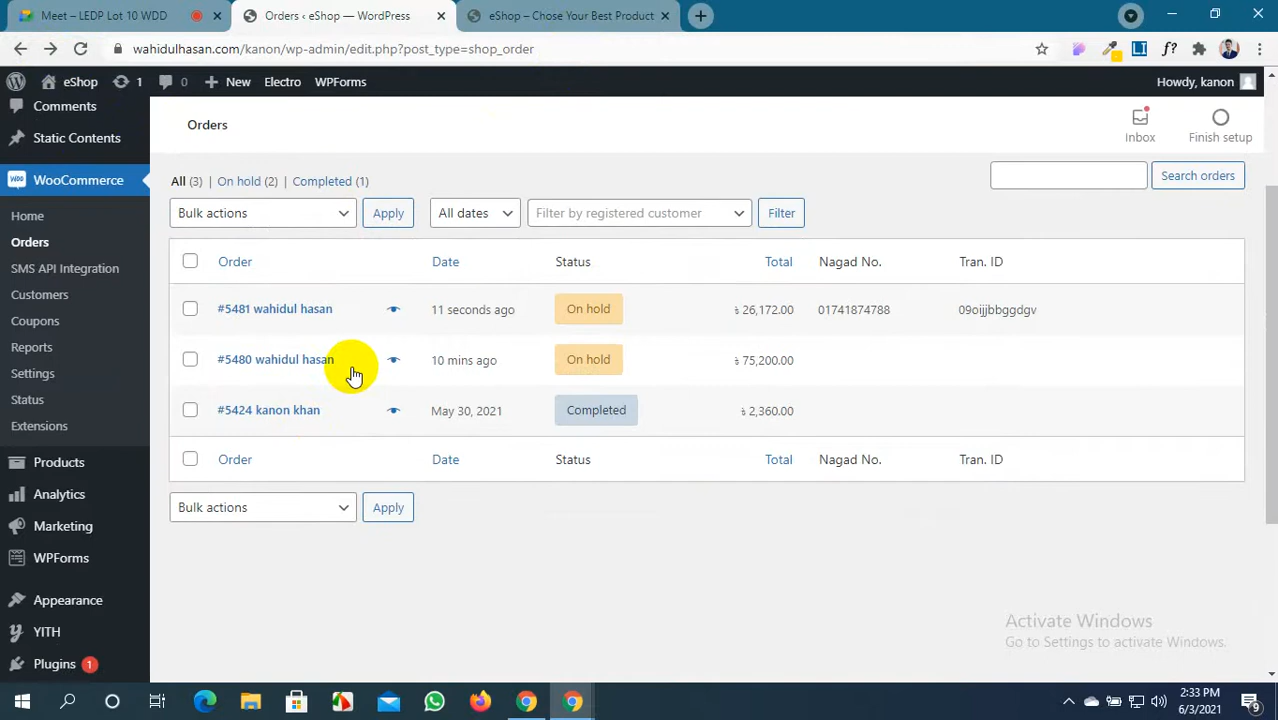 Meet – LEDP Lot 10 WDD
Orders ‹ eShop — WordPress
eShop – Chose Your Best Product
wahidulhasan.com/kanon/wp-admin/edit.php?post_type=shop_order
eShop 1 0 New Electro WPForms Howdy, kanon
Comments
Static Contents
WooCommerce
Home
Orders
SMS API Integration
Customers
Coupons
Reports
Settings
Status
Extensions
Products
Analytics
Marketing
WPForms
Appearance
YITH
Plugins 1
Orders
Inbox
Finish setup
All (3) | On hold (2) | Completed (1)
Search orders
Bulk actions Apply All dates Filter by registered customer Filter
Order Date Status Total Nagad No. Tran. ID
#5481 wahidul hasan 11 seconds ago On hold ৳ 26,172.00 01741874788 09oijjbbggdgv
#5480 wahidul hasan 10 mins ago On hold ৳ 75,200.00
#5424 kanon khan May 30, 2021 Completed ৳ 2,360.00
Order Date Status Total Nagad No. Tran. ID
Bulk actions Apply
Activate Windows
Go to Settings to activate Windows.
2:33 PM
6/3/2021
9